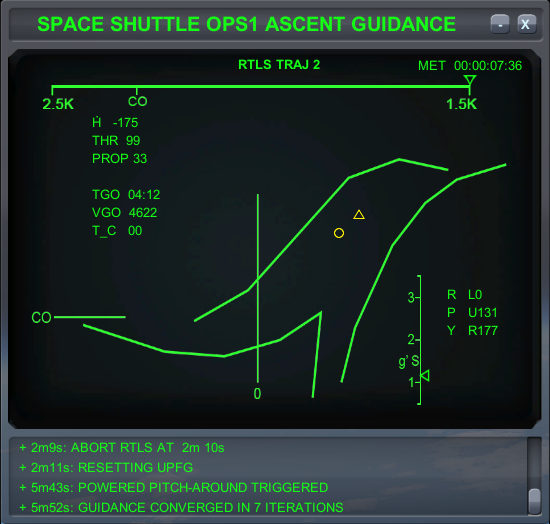 SPACE SHUTTLE OPS1 ASCENT GUIDANCE
- X
RTLS TRAJ 2 MET 00:00:07:36
2.5K CO 1.5K
Ḣ -175
THR 99
PROP 33
TGO 04:12
VGO 4622
T_C 00
3 R L0
CO P U131
Y R177
2
g'S
1
0
+ 2m9s: ABORT RTLS AT 2m 10s
+ 2m11s: RESETTING UPFG
+ 5m43s: POWERED PITCH-AROUND TRIGGERED
+ 5m52s: GUIDANCE CONVERGED IN 7 ITERATIONS